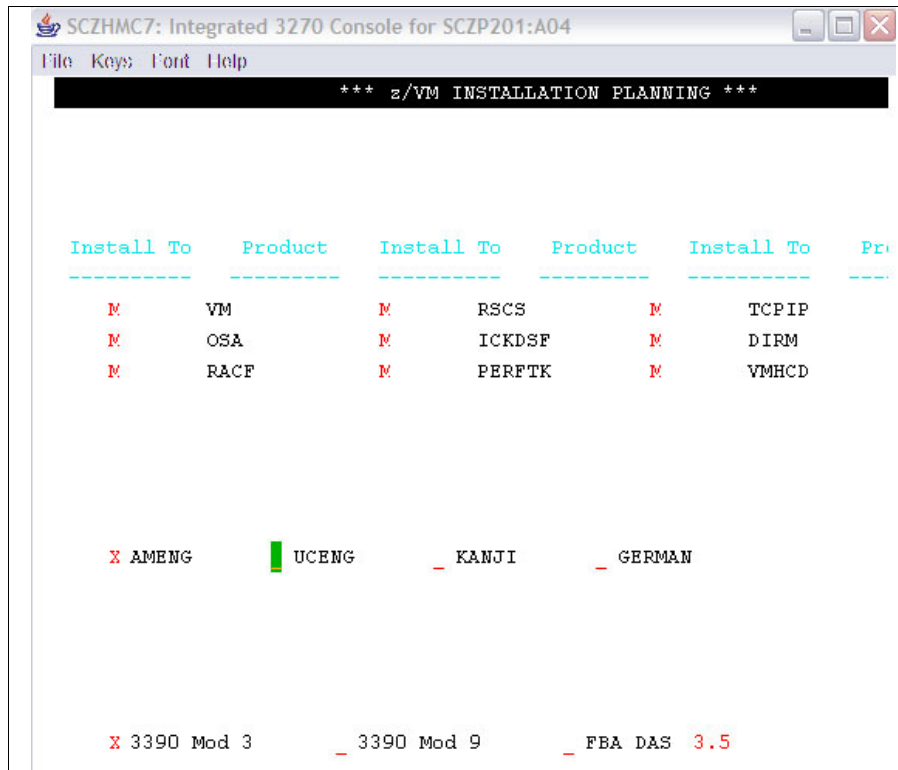 SCZHMC7: Integrated 3270 Console for SCZP201:A04
File Keys Font Help
*** z/VM INSTALLATION PLANNING ***
Install To Product Install To Product Install To
---------- --------- ---------- --------- ---------- ----
M VM M RSCS M TCPIP
M OSA M ICKDSF M DIRM
M RACF M PERFTK M VMHCD
X AMENG _ UCENG _ KANJI _ GERMAN
X 3390 Mod 3 _ 3390 Mod 9 _ FBA DAS 3.5